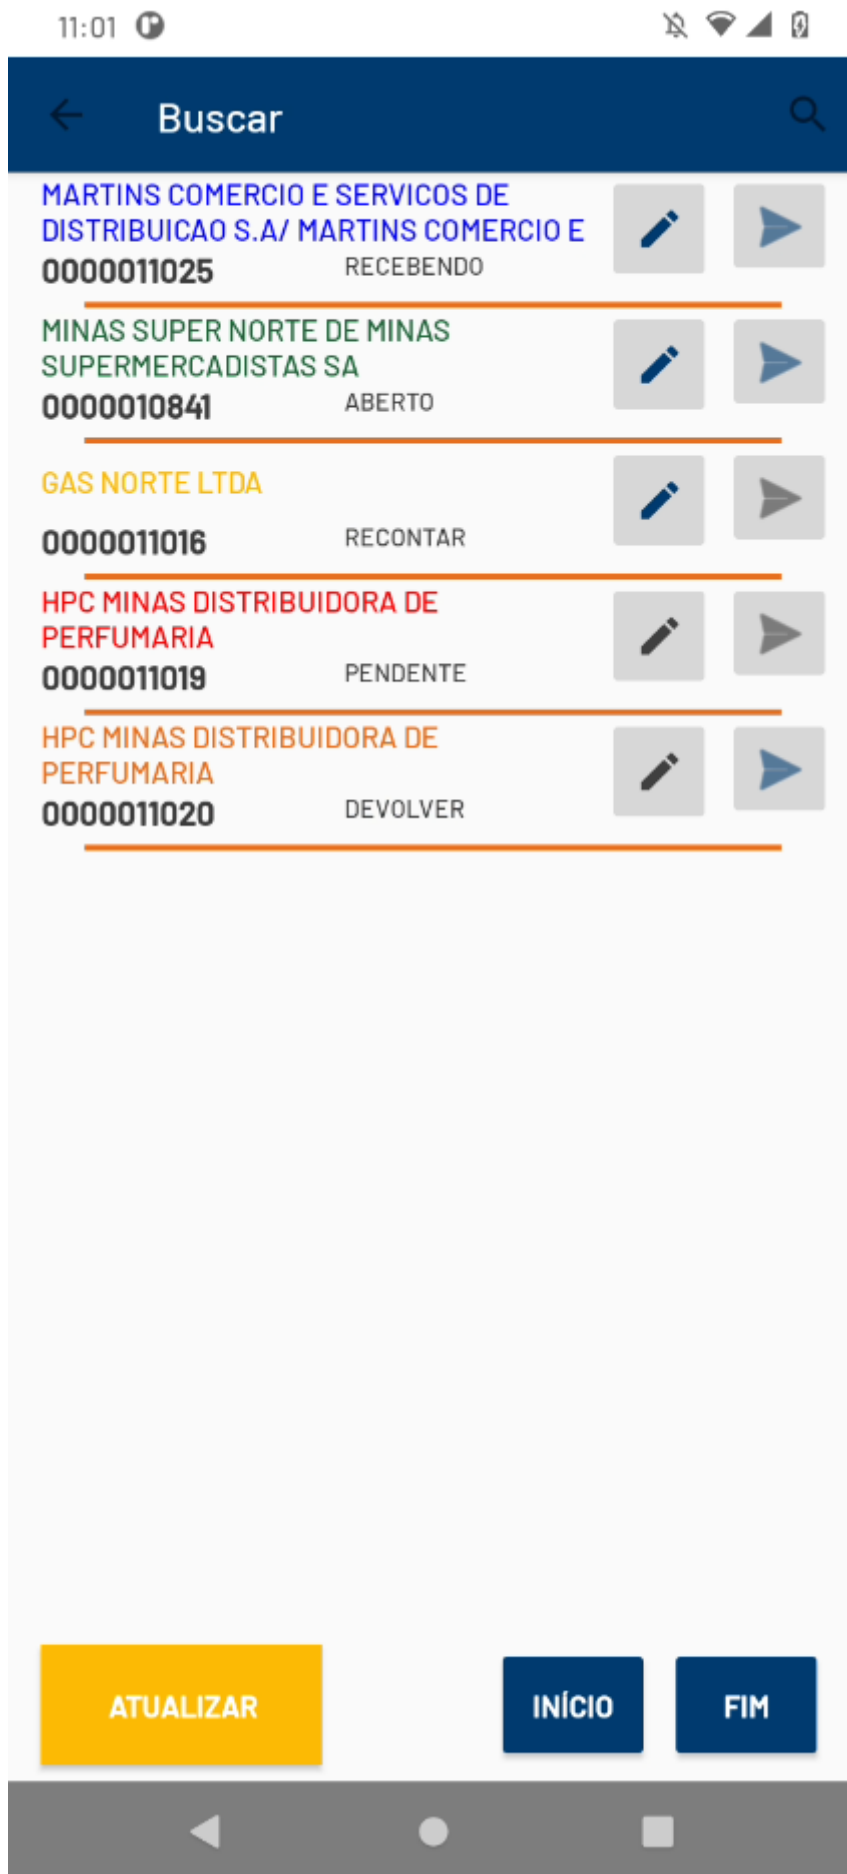 11:01
Buscar
MARTINS COMERCIO E SERVICOS DE
DISTRIBUICAO S.A/ MARTINS COMERCIO E
0000011025 RECEBENDO
MINAS SUPER NORTE DE MINAS
SUPERMERCADISTAS SA
0000010841 ABERTO
GAS NORTE LTDA
0000011016 RECONTAR
HPC MINAS DISTRIBUIDORA DE
PERFUMARIA
0000011019 PENDENTE
HPC MINAS DISTRIBUIDORA DE
PERFUMARIA
0000011020 DEVOLVER
ATUALIZAR INÍCIO FIM